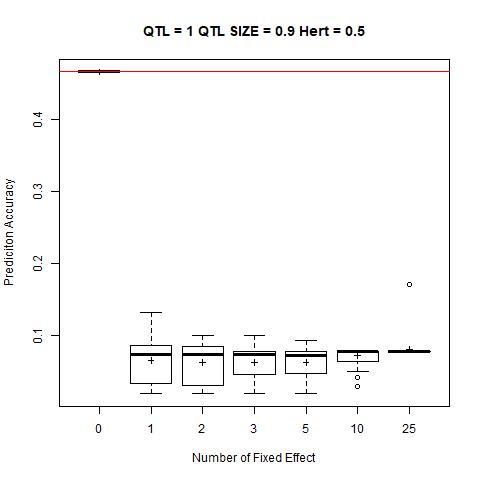 QTL = 1 QTL SIZE = 0.9 Hert = 0.5
Prediciton Accuracy
0.4
0.3
0.2
0.1
0 1 2 3 5 10 25
Number of Fixed Effect